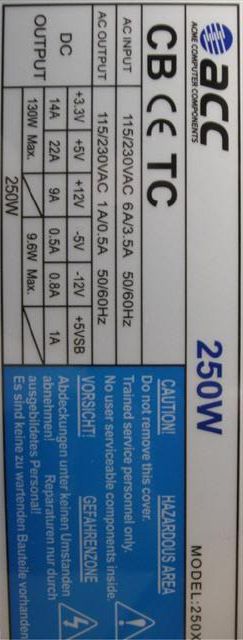 acc
ACME COMPUTER COMPONENTS
250W
MODEL:250X
CB CE TC
AC INPUT 115/230VAC 6A/3.5A 50/60Hz
AC OUTPUT 115/230VAC 1A/0.5A 50/60Hz
DC OUTPUT
+3.3V +5V +12V -5V -12V +5VSB
14A 22A 9A 0.5A 0.8A 1A
130W Max. 9.6W Max.
250W
CAUTION! HAZARDOUS AREA
Do not remove this cover.
Trained service personnel only.
No user serviceable components inside
VORSICHT! GEFAHRENZONE
Abdeckungen unter keinen Umständen
abnehmen! Reparaturen nur durch
ausgebildetes Personal!
Es sind keine zu wartenden Bauteile vorhanden